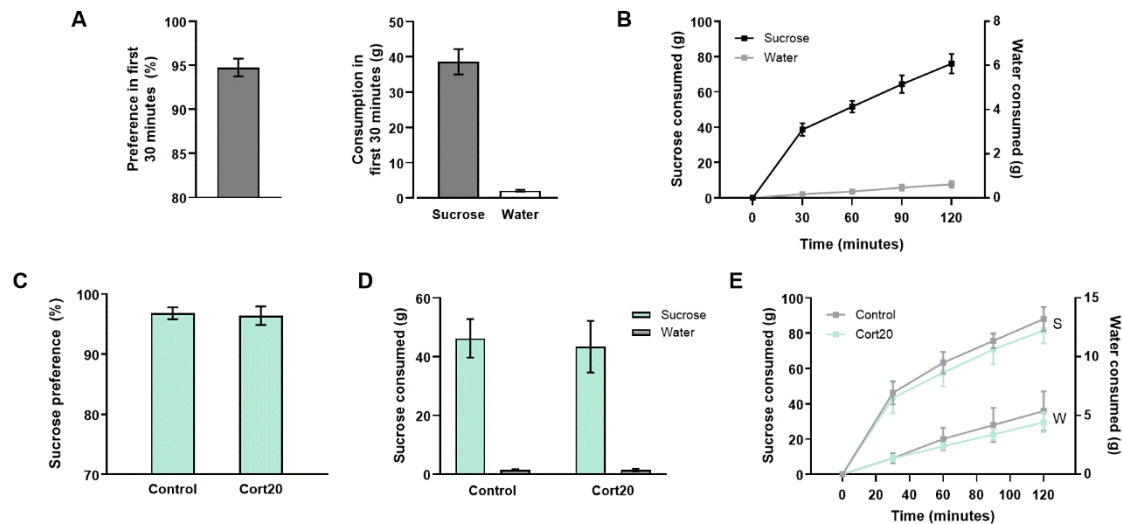 A
Preference in first
30 minutes (%)
100
95
90
85
80
Consumption in
first 30 minutes (g)
50
40
30
20
10
0
Sucrose Water
B
Sucrose consumed (g)
100
80
60
40
20
0
Sucrose
Water
8
6
4
2
0
Water consumed (g)
0 30 60 90 120
Time (minutes)
C
Sucrose preference (%)
100
90
80
70
Control Cort20
D
Sucrose consumed (g)
60
40
20
0
Sucrose
Water
Control Cort20
E
Sucrose consumed (g)
100
80
60
40
20
0
Control
Cort20
S
W
15
10
5
0
Water consumed (g)
0 20 40 60 80 100 120
Time (minutes)